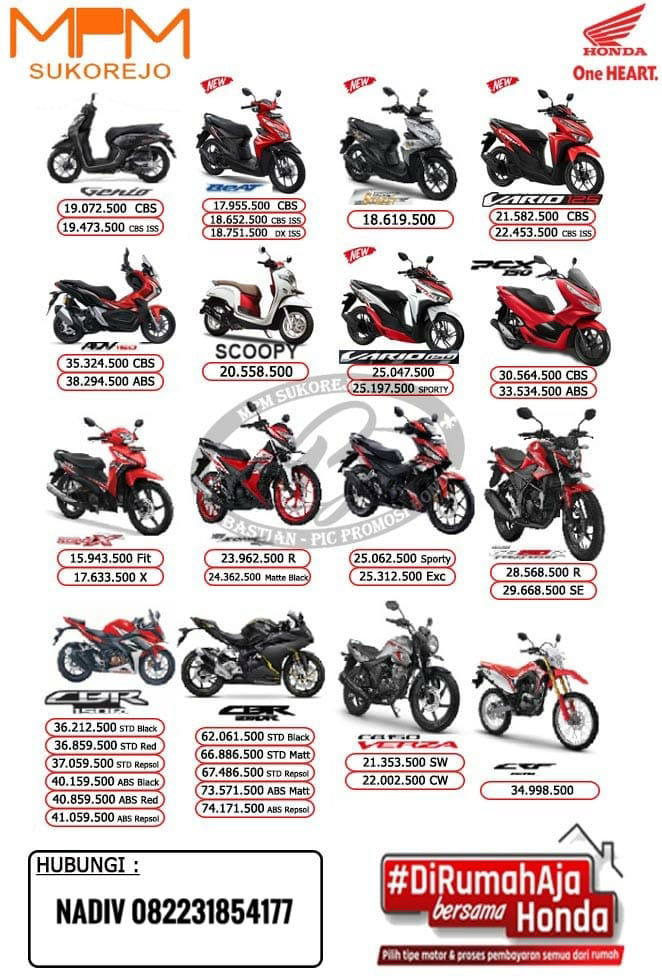 MPM
SUKOREJO
HONDA
One HEART.
NEW
NEW
NEW
Genio
BeAT
VARIO 125
19.072.500 CBS
19.473.500 CBS ISS
17.955.500 CBS
18.652.500 CBS ISS
18.751.500 DX ISS
18.619.500
21.582.500 CBS
22.453.500 CBS ISS
NEW
PCX
150
ADV150
SCOOPY
VARIO 150
35.324.500 CBS
38.294.500 ABS
20.558.500
25.047.500
25.197.500 SPORTY
30.564.500 CBS
33.534.500 ABS
MPM SUKOREJO
BASTIAN - PIC PROMOSI
15.943.500 Fit
17.633.500 X
23.962.500 R
24.362.500 Matte Black
25.062.500 Sporty
25.312.500 Exc
28.568.500 R
29.668.500 SE
CBR
150R
CBR
250RR
CB150
VERZA
CRF
36.212.500 STD Black
36.859.500 STD Red
37.059.500 STD Repsol
40.159.500 ABS Black
40.859.500 ABS Red
41.059.500 ABS Repsol
62.061.500 STD Black
66.886.500 STD Matt
67.486.500 STD Repsol
73.571.500 ABS Matt
74.171.500 ABS Repsol
21.353.500 SW
22.002.500 CW
34.998.500
HUBUNGI :
NADIV 082231854177
#DiRumahAja
bersama Honda
Pilih tipe motor & proses pembayaran semua dari rumah